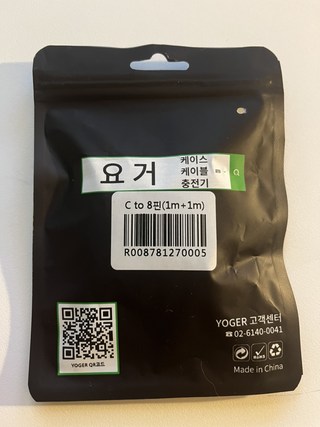 요거
케이스
케이블
충전기
C to 8핀(1m+1m)
R008781270005
YOGER QR코드
YOGER 고객센터
☎02-6140-0041
Made in China